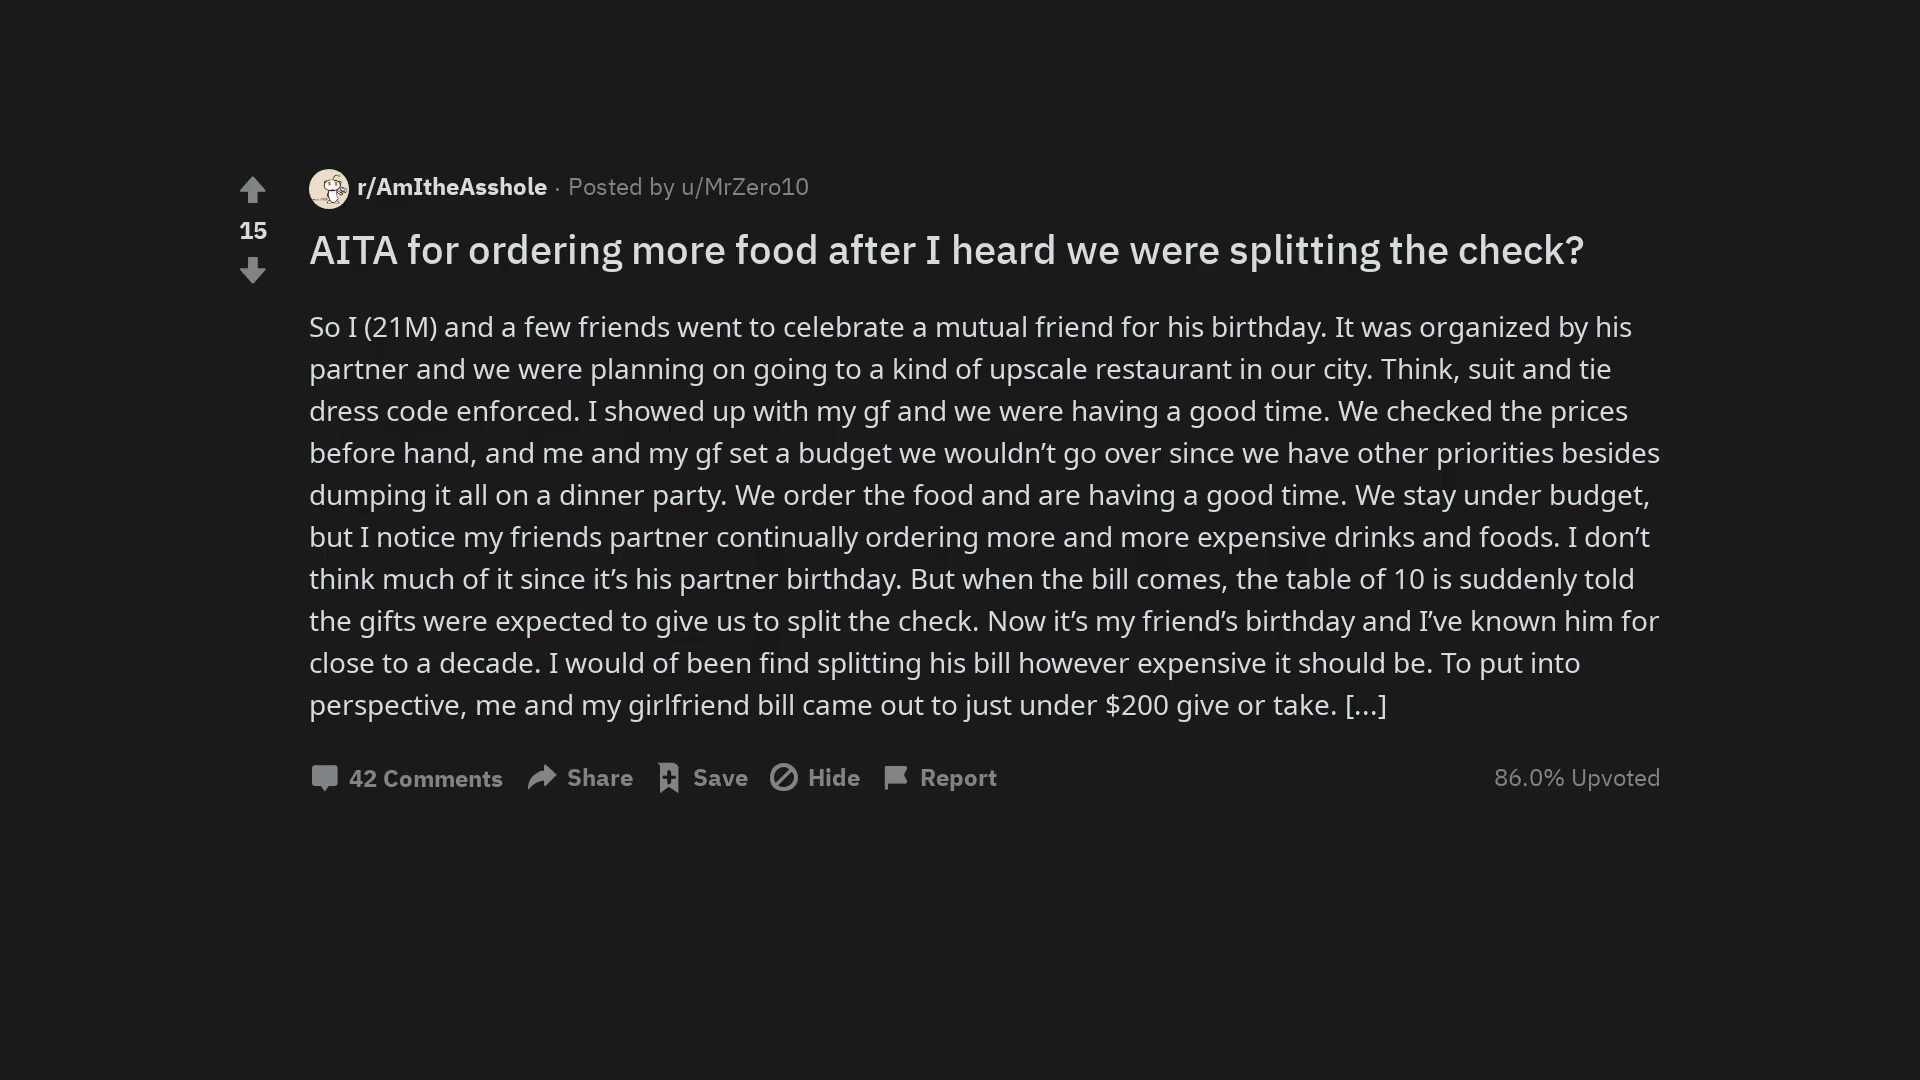 r/AmItheAsshole · Posted by u/MrZero10
15
AITA for ordering more food after I heard we were splitting the check?
So I (21M) and a few friends went to celebrate a mutual friend for his birthday. It was organized by his
partner and we were planning on going to a kind of upscale restaurant in our city. Think, suit and tie
dress code enforced. I showed up with my gf and we were having a good time. We checked the prices
before hand, and me and my gf set a budget we wouldn’t go over since we have other priorities besides
dumping it all on a dinner party. We order the food and are having a good time. We stay under budget,
but I notice my friends partner continually ordering more and more expensive drinks and foods. I don’t
think much of it since it’s his partner birthday. But when the bill comes, the table of 10 is suddenly told
the gifts were expected to give us to split the check. Now it’s my friend’s birthday and I’ve known him for
close to a decade. I would of been find splitting his bill however expensive it should be. To put into
perspective, me and my girlfriend bill came out to just under $200 give or take. [...]
42 Comments Share Save Hide Report 86.0% Upvoted